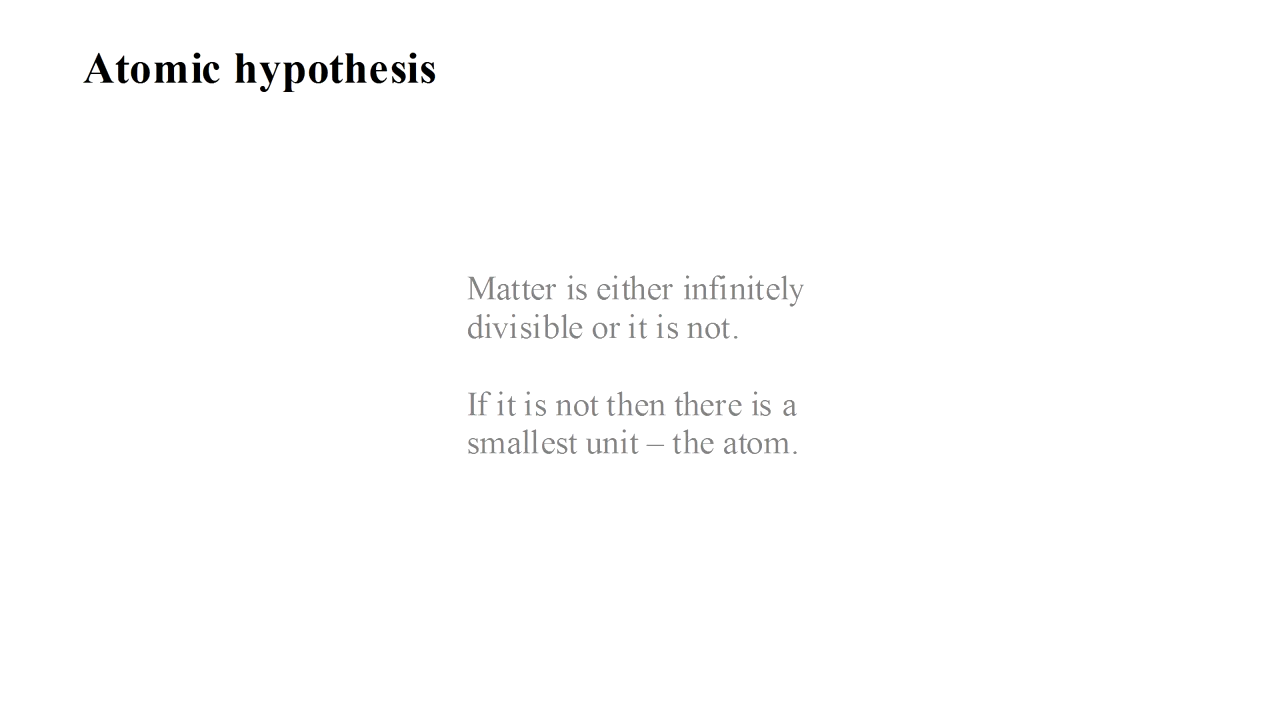 Atomic hypothesis
Matter is either infinitely
divisible or it is not.
If it is not then there is a
smallest unit – the atom.